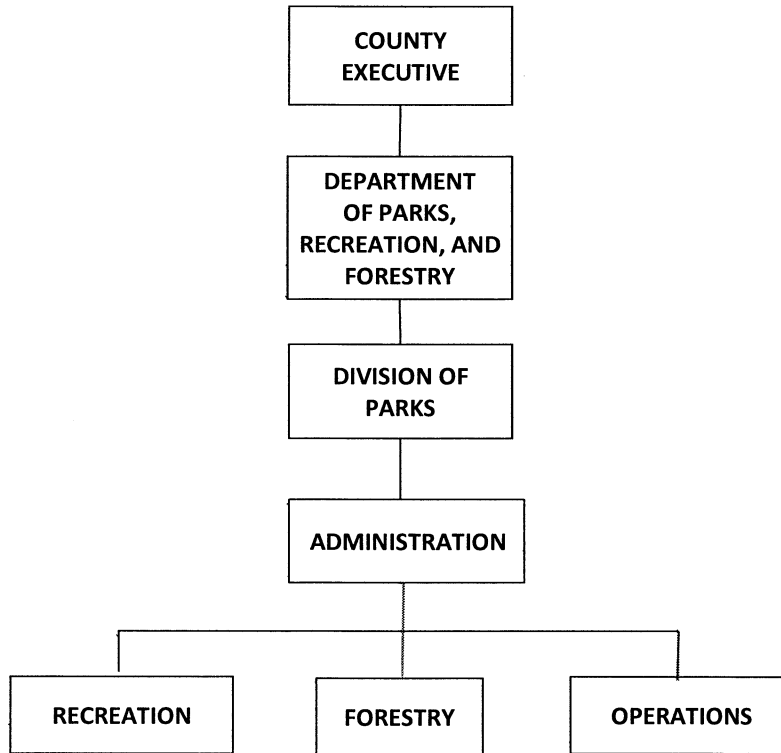 COUNTY
EXECUTIVE
DEPARTMENT
OF PARKS,
RECREATION, AND
FORESTRY
DIVISION OF
PARKS
ADMINISTRATION
RECREATION
FORESTRY
OPERATIONS